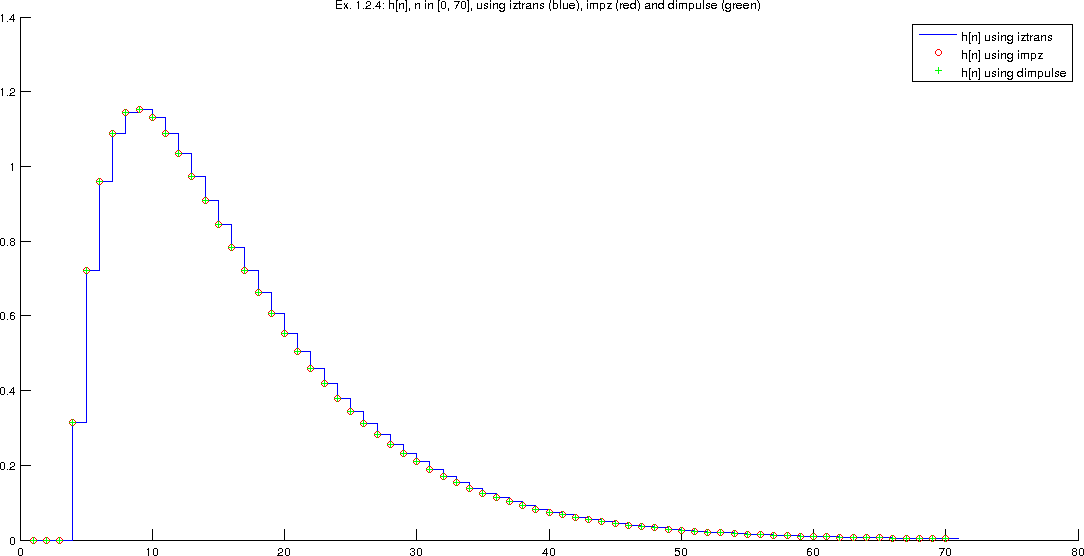 Ex. 1.2.4: h[n], n in [0, 70], using iztrans (blue), impz (red) and dimpulse (green)
h[n] using iztrans
h[n] using impz
h[n] using dimpulse
1.4
1.2
1
0.8
0.6
0.4
0.2
0
0 10 20 30 40 50 60 70 80